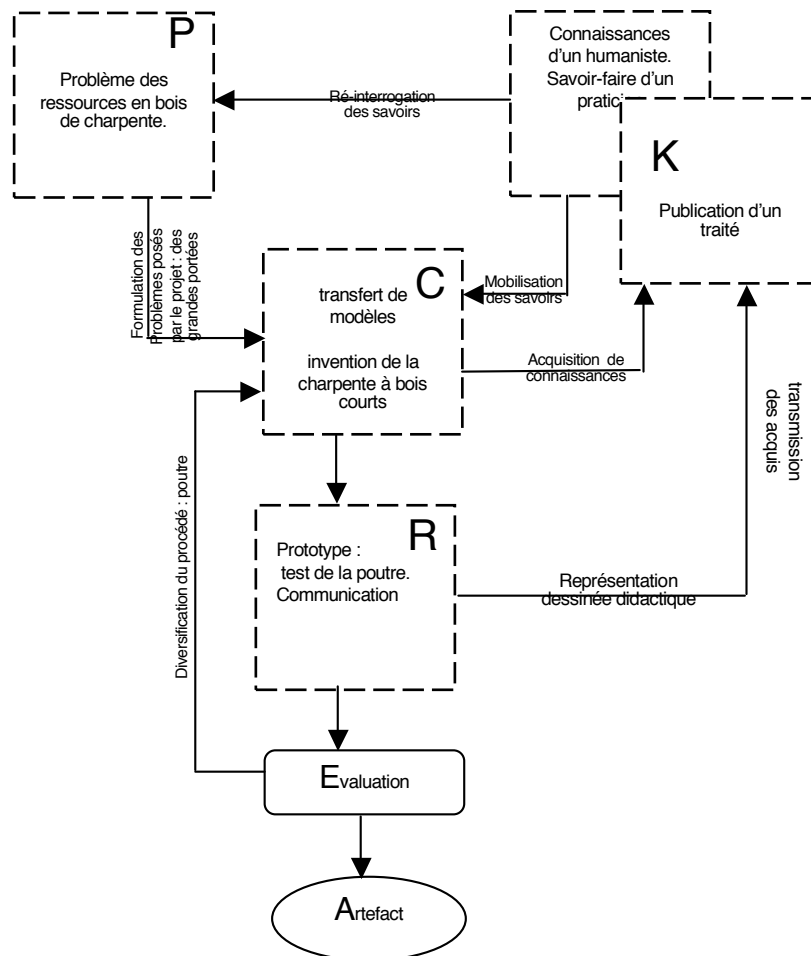 P
Problème des
ressources en bois
de charpente.
Ré-interrogation
des savoirs
Connaissances
d'un humaniste.
Savoir-faire d'un
K
Publication d'un
traité
Formulation des
Problèmes posés
par le projet : des
grandes portées
C
transfert de
modèles
invention de la
charpente à bois
courts
Mobilisation
des savoirs
Acquisition de
connaissances
transmission
des acquis
Diversification du procédé : poutre
R
Prototype :
test de la poutre.
Communication
Représentation
dessinée didactique
Evaluation
Artefact